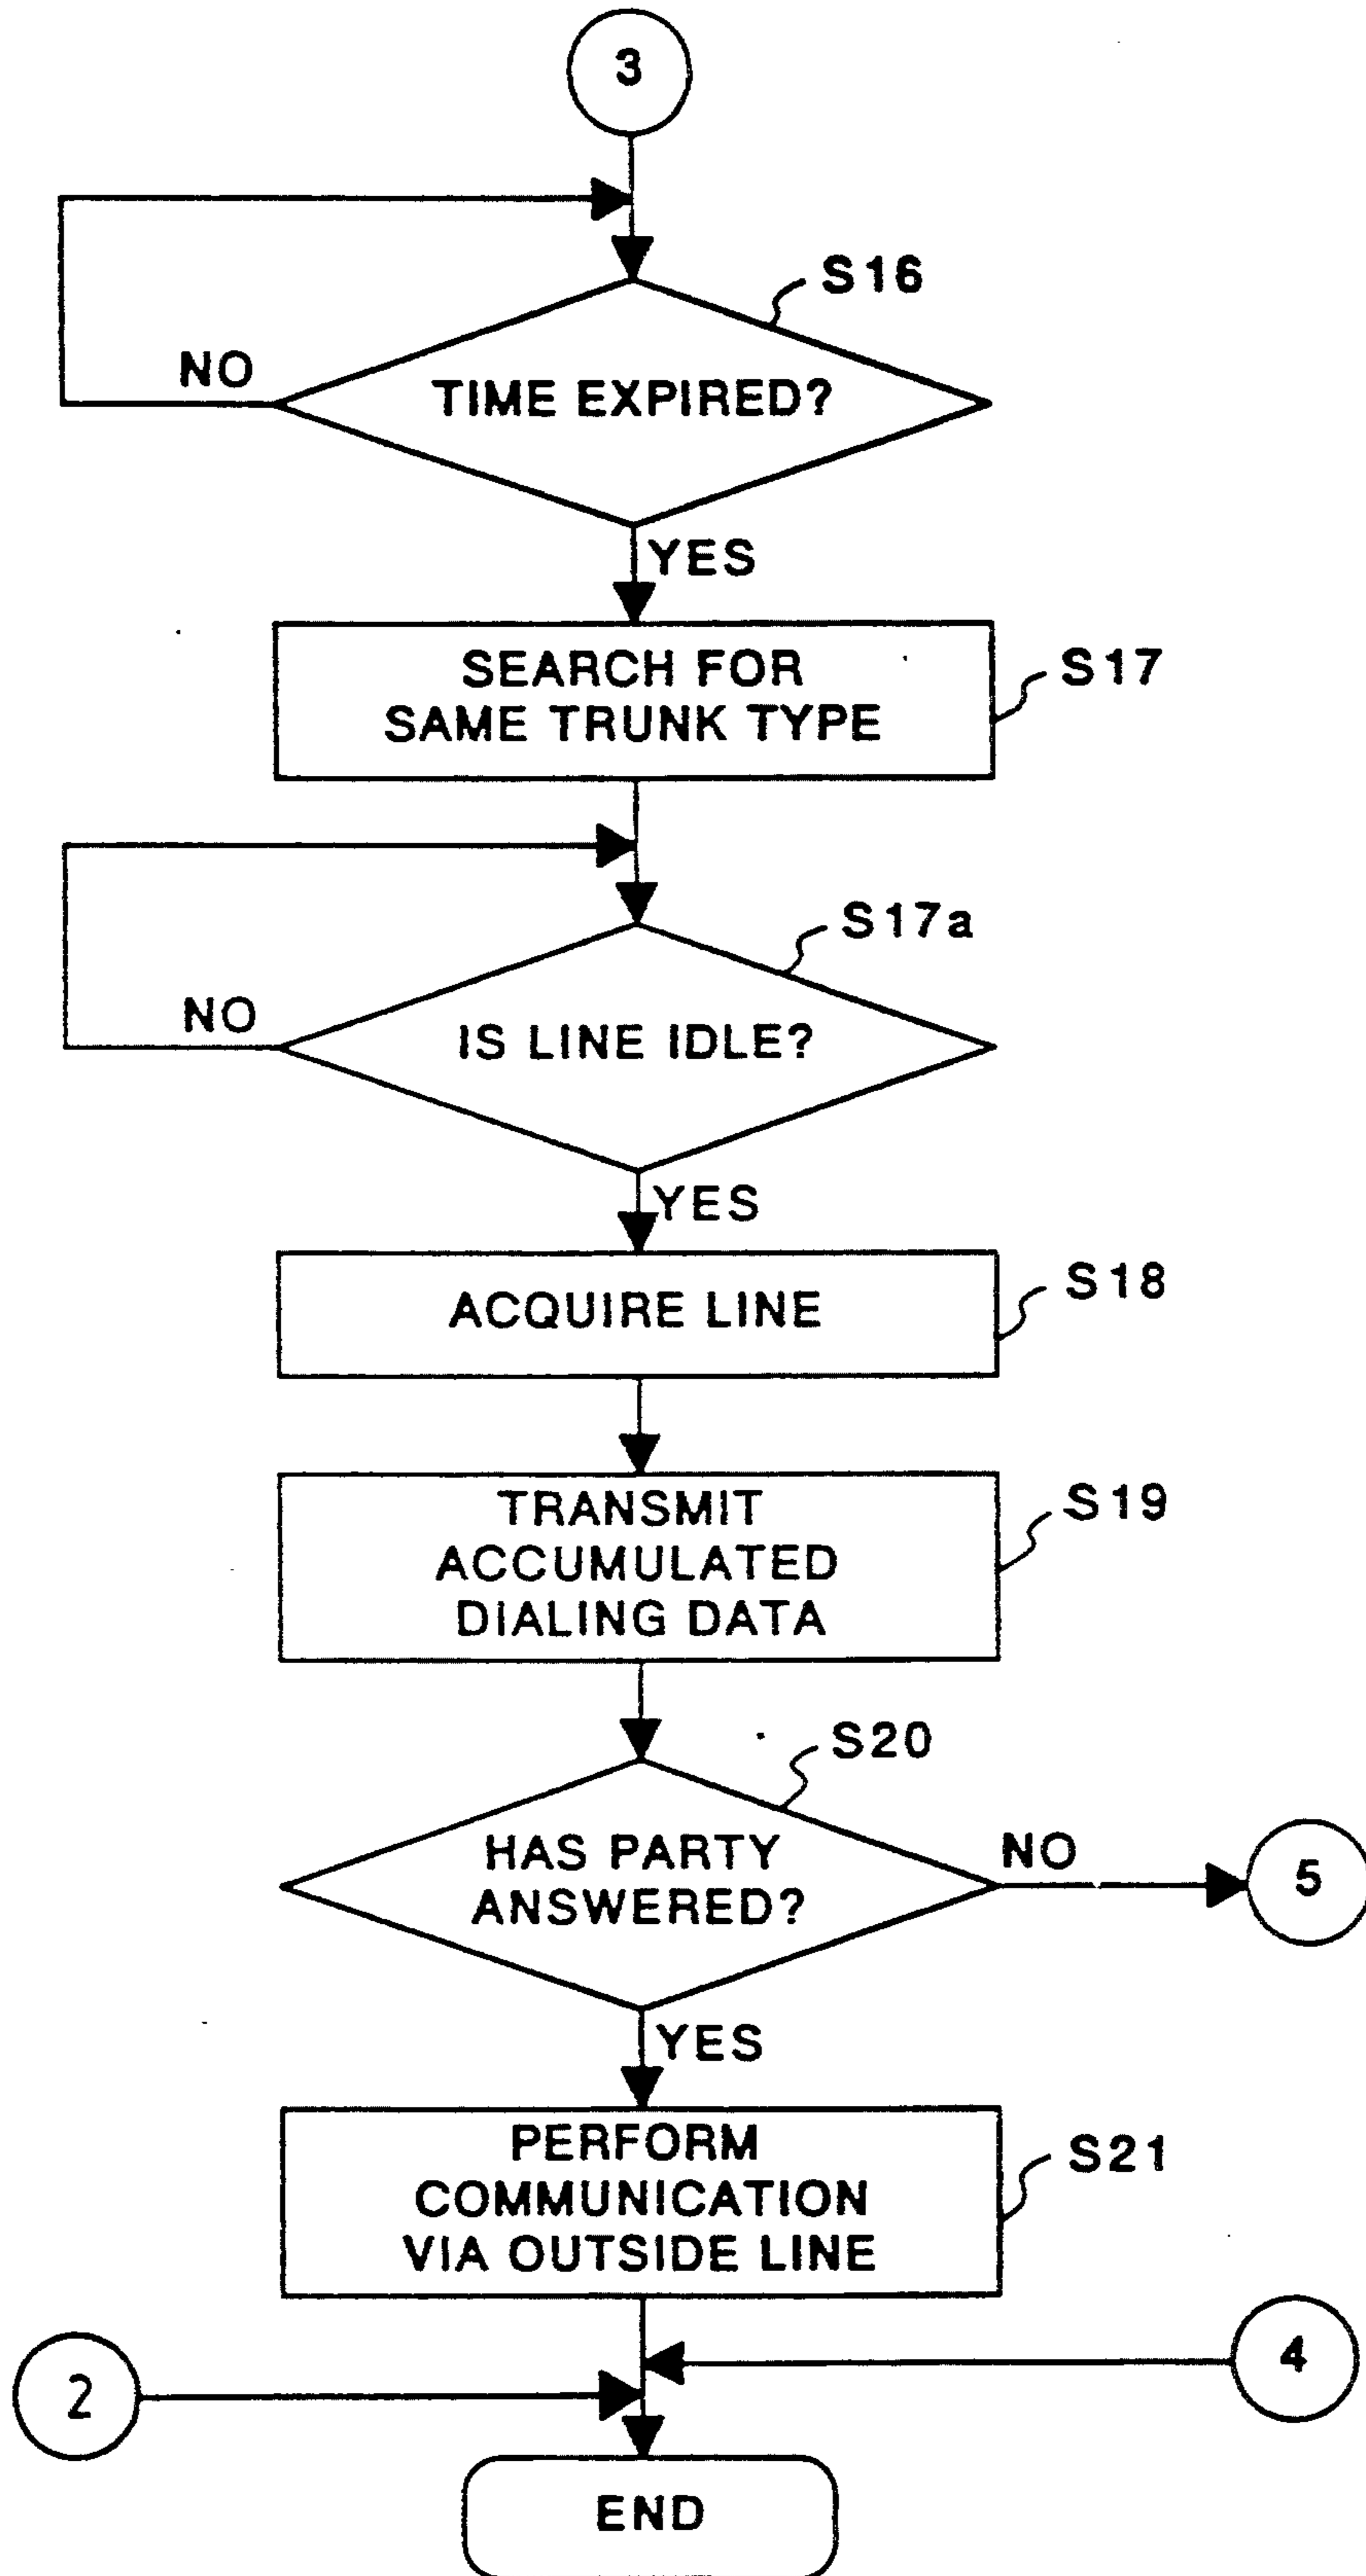 3
S16
NO
TIME EXPIRED?
YES
SEARCH FOR
SAME TRUNK TYPE
S17
S17a
NO
IS LINE IDLE?
YES
ACQUIRE LINE
S18
TRANSMIT
ACCUMULATED
DIALING DATA
S19
S20
HAS PARTY
ANSWERED?
NO
5
YES
PERFORM
COMMUNICATION
VIA OUTSIDE LINE
S21
4
2
END